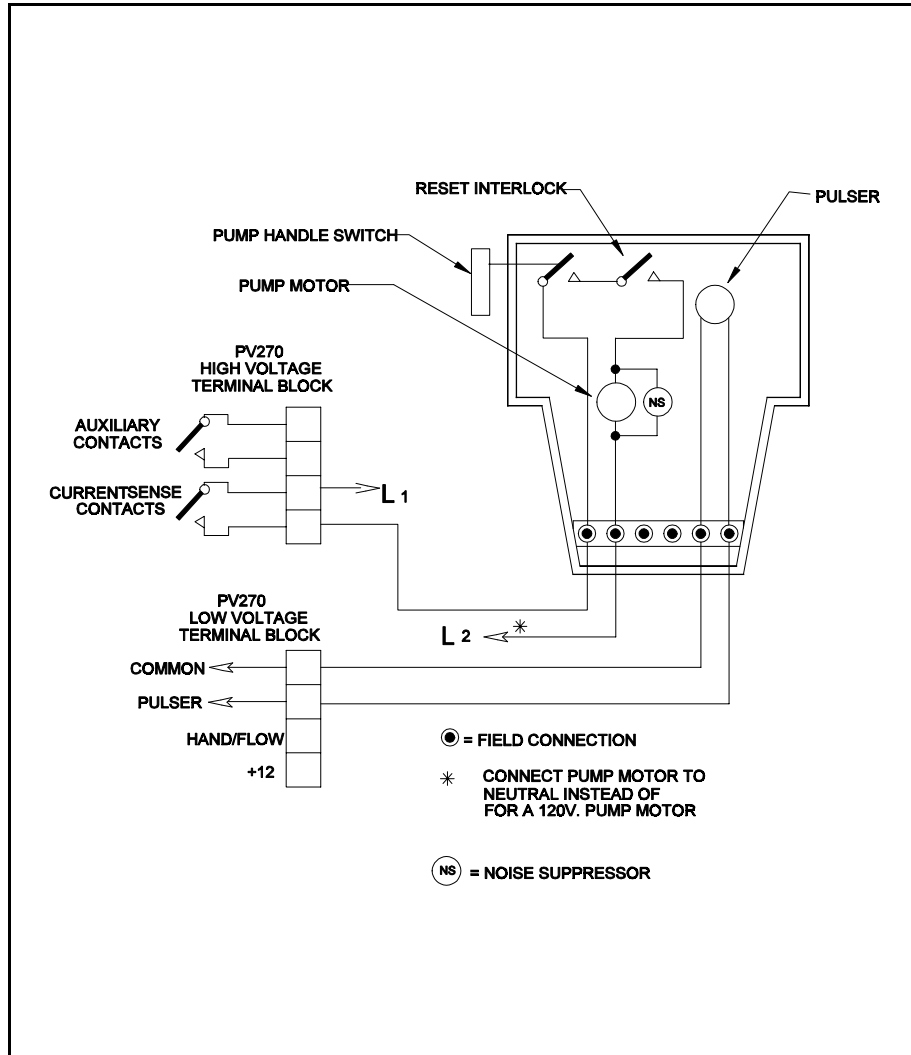 RESET INTERLOCK
PULSER
PUMP HANDLE SWITCH
PUMP MOTOR
PV270
HIGH VOLTAGE
TERMINAL BLOCK
NS
AUXILIARY
CONTACTS
L 1
CURRENTSENSE
CONTACTS
PV270
LOW VOLTAGE
TERMINAL BLOCK
L 2
*
COMMON
PULSER
HAND/FLOW
+12
= FIELD CONNECTION
* CONNECT PUMP MOTOR TO
NEUTRAL INSTEAD OF
FOR A 120V. PUMP MOTOR
NS = NOISE SUPPRESSOR